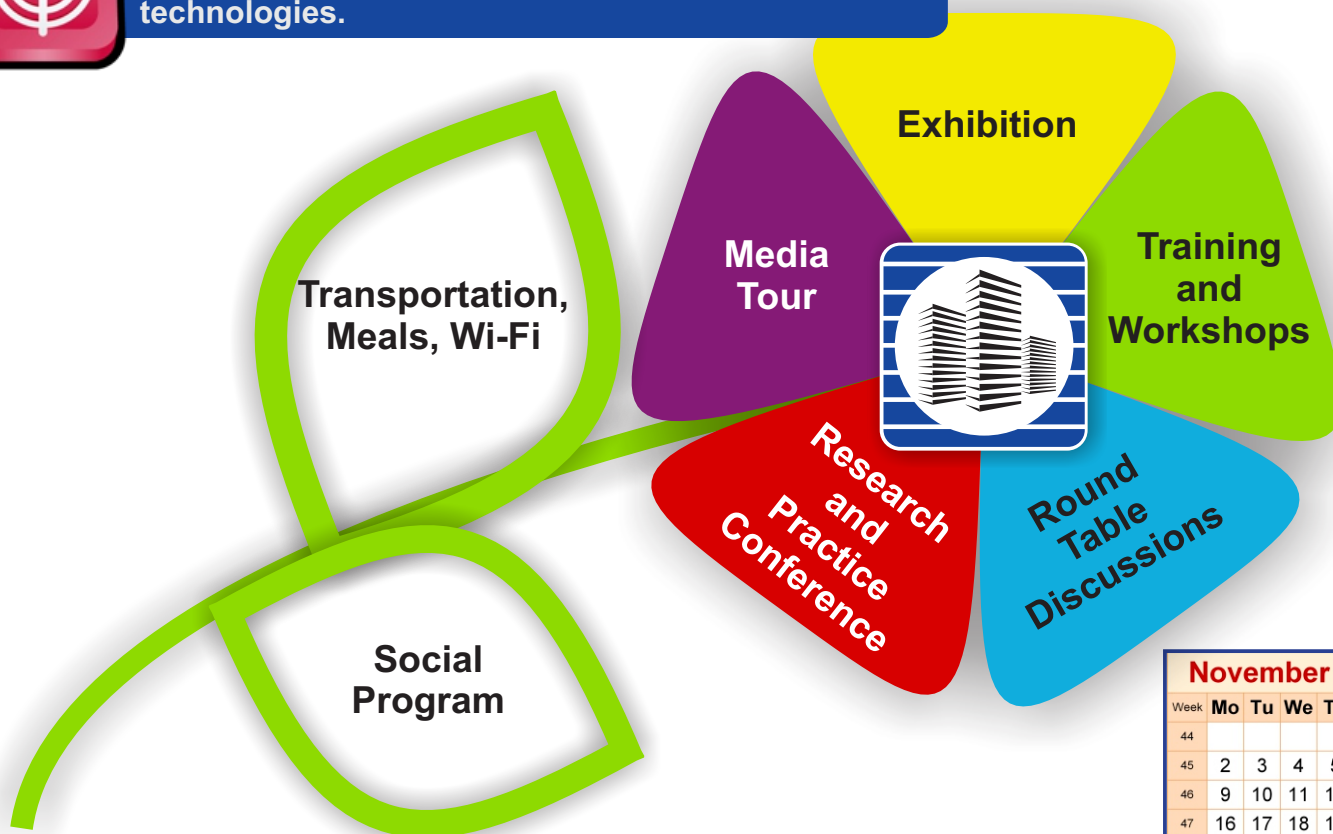 technologies.
Exhibition
Media
Tour
Training
and
Workshops
Transportation,
Meals, Wi-Fi
Research
and
Practice
Conference
Round
Table
Discussions
Social
Program
November
Week Mo Tu We
44
45 2 3 4
46 9 10 11
47 16 17 18